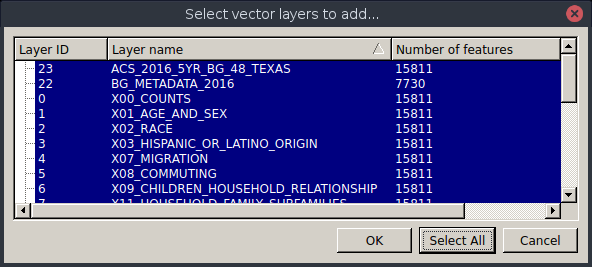 Select vector layers to add...
Layer ID Layer name Number of features
23 ACS_2016_5YR_BG_48_TEXAS 15811
22 BG_METADATA_2016 7730
0 X00_COUNTS 15811
1 X01_AGE_AND_SEX 15811
2 X02_RACE 15811
3 X03_HISPANIC_OR_LATINO_ORIGIN 15811
4 X07_MIGRATION 15811
5 X08_COMMUTING 15811
6 X09_CHILDREN_HOUSEHOLD_RELATIONSHIP 15811
7 X11_HOUSEHOLD_FAMILY_SUBFAMILIES 15811
OK Select All Cancel